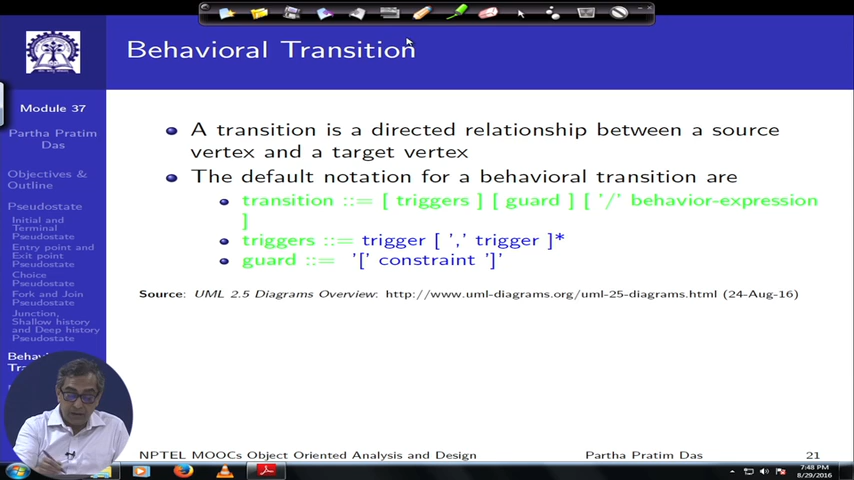 Behavioral Transition
Module 37
Partha Pratim
Das
Objectives &
Outline
Pseudostate
Initial and
Terminal
Pseudostate
Entry point and
Exit point
Pseudostate
Choice
Pseudostate
Fork and Join
Pseudostate
Junction,
Shallow history
and Deep history
Pseudostate
A transition is a directed relationship between a source
vertex and a target vertex
The default notation for a behavioral transition are
transition ::= [ triggers ] [ guard ] [ '/' behavior-expression
]
triggers ::= trigger [ ',' trigger ]*
guard ::= '[' constraint ']'
Source: UML 2.5 Diagrams Overview: http://www.uml-diagrams.org/uml-25-diagrams.html (24-Aug-16)
NPTEL MOOCs Object Oriented Analysis and Design
Partha Pratim Das
21
7:48 PM
8/29/2016